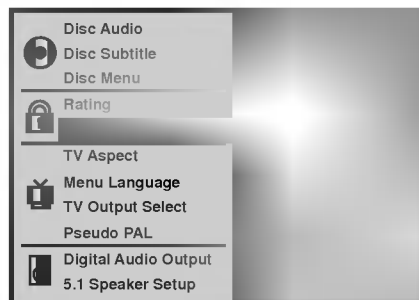 Disc Audio
Disc Subtitle
Disc Menu
Rating
TV Aspect
Menu Language
TV Output Select
Pseudo PAL
Digital Audio Output
5.1 Speaker Setup